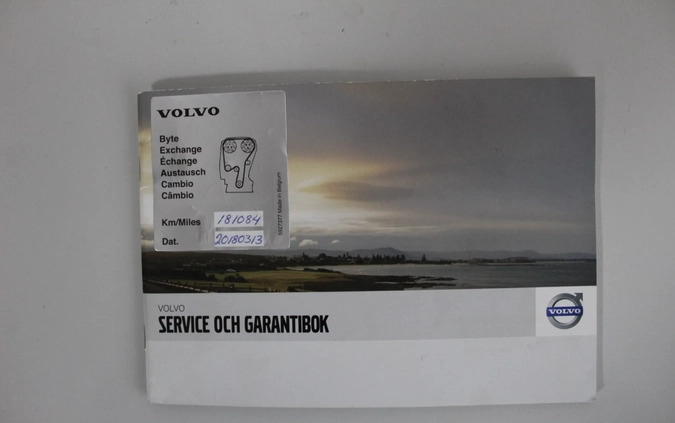 VOLVO
Byte
Exchange
Échange
Austausch
Cambio
Câmbio
Km/Miles 181084
Dat. 20180313
1927377 Made in Belgium
VOLVO
SERVICE OCH GARANTIBOK
VOLVO